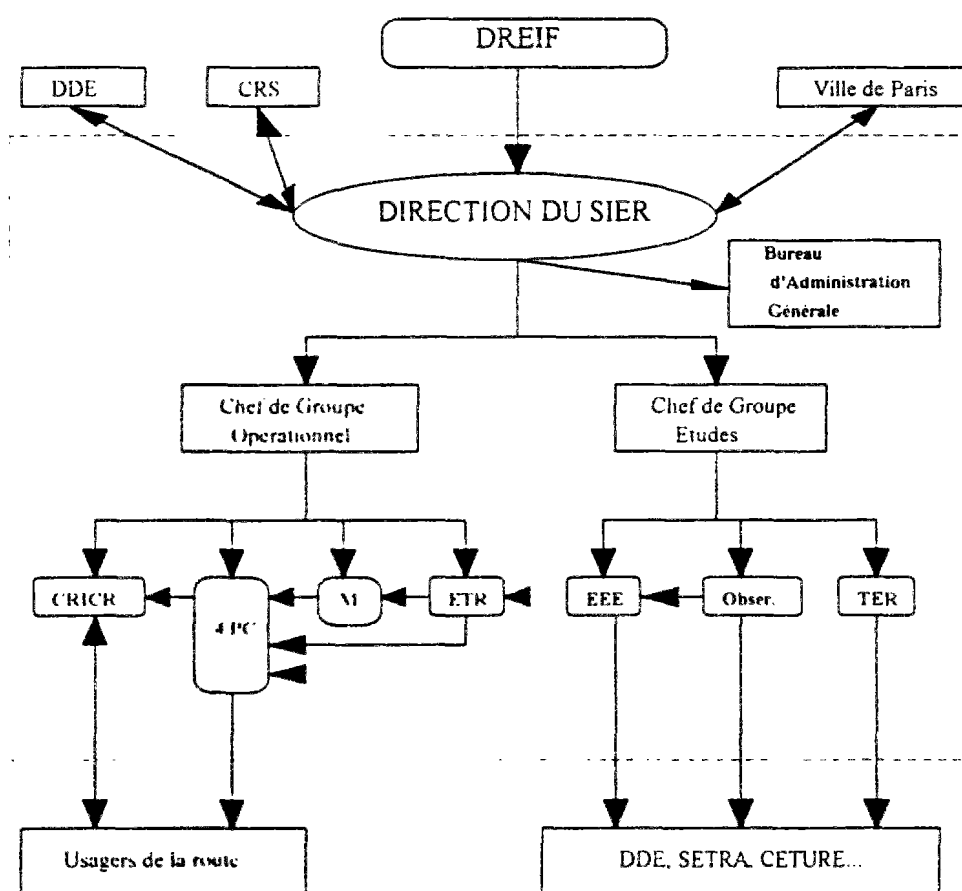 DREIF
DDE
CRS
Ville de Paris
DIRECTION DU SIER
Bureau
d'Administration
Générale
Chef de Groupe
Operationnel
Chef de Groupe
Etudes
CRICR
4 PC
M
ETR
EEE
Obser.
TER
Usagers de la route
DDE, SETRA, CETURE...